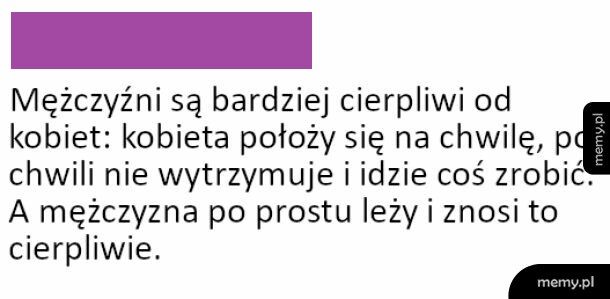 Mężczyźni są bardziej cierpliwi od
kobiet: kobieta położy się na chwilę, po
chwili nie wytrzymuje i idzie coś zrobić.
A mężczyzna po prostu leży i znosi to
cierpliwie.
memy.pl
memy.pl